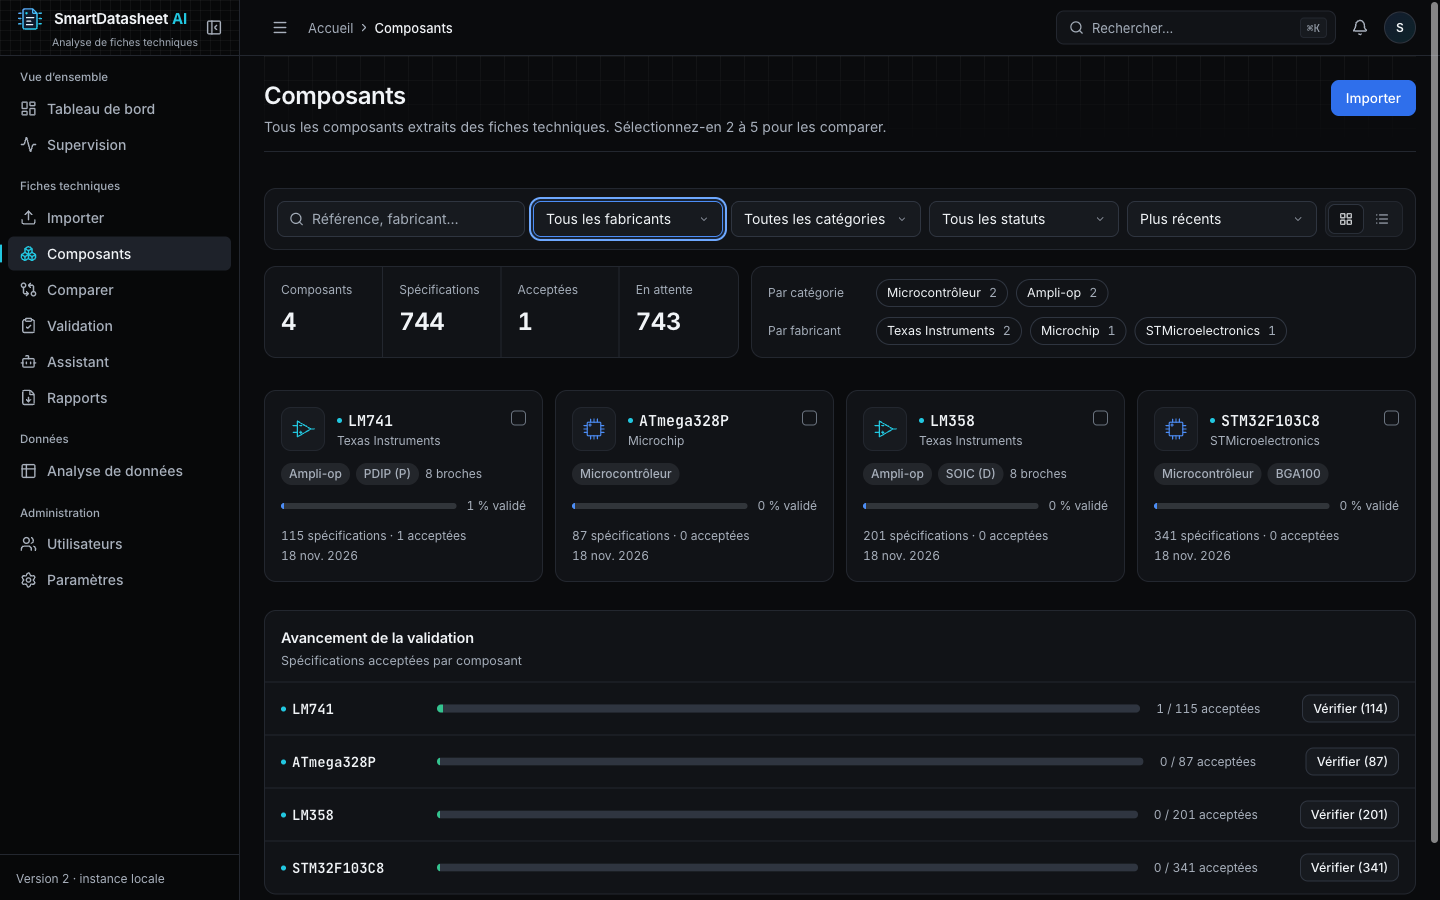 SmartDatasheet AI
Analyse de fiches techniques
Accueil > Composants
Rechercher... ⌘K
S
Vue d'ensemble
Tableau de bord
Supervision
Fiches techniques
Importer
Composants
Comparer
Validation
Assistant
Rapports
Données
Analyse de données
Administration
Utilisateurs
Paramètres
Version 2 · instance locale
Composants
Tous les composants extraits des fiches techniques. Sélectionnez-en 2 à 5 pour les comparer.
Importer
Référence, fabricant...
Tous les fabricants
Toutes les catégories
Tous les statuts
Plus récents
Composants
4
Spécifications
744
Acceptées
1
En attente
743
Par catégorie Microcontrôleur 2 Ampli-op 2
Par fabricant Texas Instruments 2 Microchip 1 STMicroelectronics 1
LM741
Texas Instruments
Ampli-op PDIP (P) 8 broches
1 % validé
115 spécifications · 1 acceptées
18 nov. 2026
ATmega328P
Microchip
Microcontrôleur
0 % validé
87 spécifications · 0 acceptées
18 nov. 2026
LM358
Texas Instruments
Ampli-op SOIC (D) 8 broches
0 % validé
201 spécifications · 0 acceptées
18 nov. 2026
STM32F103C8
STMicroelectronics
Microcontrôleur BGA100
0 % validé
341 spécifications · 0 acceptées
18 nov. 2026
Avancement de la validation
Spécifications acceptées par composant
LM741 1 / 115 acceptées Vérifier (114)
ATmega328P 0 / 87 acceptées Vérifier (87)
LM358 0 / 201 acceptées Vérifier (201)
STM32F103C8 0 / 341 acceptées Vérifier (341)